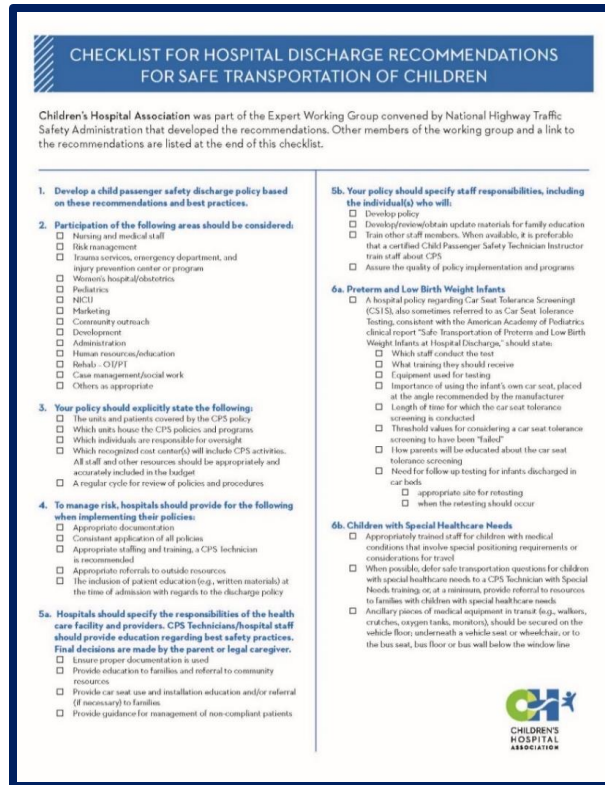 CHECKLIST FOR HOSPITAL DISCHARGE RECOMMENDATIONS
FOR SAFE TRANSPORTATION OF CHILDREN
Children's Hospital Association was part of the Expert Working Group convened by National Highway Traffic
Safety Administration that developed the recommendations. Other members of the working group and a link to
the recommendations are listed at the end of this checklist.
1. Develop a child passenger safety discharge policy based
on these recommendations and best practices.
2. Participation of the following areas should be considered:
☐ Nursing and medical staff
☐ Risk management
☐ Trauma services, emergency department, and
injury prevention center or program
☐ Women's hospital/obstetrics
☐ Pediatrics
☐ NICU
☐ Marketing
☐ Community outreach
☐ Development
☐ Administration
☐ Human resources/education
☐ Rehab - OT/PT
☐ Case management/social work
☐ Others as appropriate
3. Your policy should explicitly state the following:
☐ The units and patients covered by the CPS policy
☐ Which units house the CPS policies and programs
☐ Which individuals are responsible for oversight
☐ Which recognized cost center(s) will include CPS activities.
All staff and other resources should be appropriately and
accurately included in the budget
☐ A regular cycle for review of policies and procedures
4. To manage risk, hospitals should provide for the following
when implementing their policies:
☐ Appropriate documentation
☐ Consistent application of all policies
☐ Appropriate staffing and training, a CPS Technician
is recommended
☐ Appropriate referrals to outside resources
☐ The inclusion of patient education (e.g., written materials) at
the time of admission with regards to the discharge policy
5a. Hospitals should specify the responsibilities of the health
care facility and providers. CPS Technicians/hospital staff
should provide education regarding best safety practices.
Final decisions are made by the parent or legal caregiver.
☐ Ensure proper documentation is used
☐ Provide education to families and referral to community
resources
☐ Provide car seat use and installation education and/or referral
(if necessary) to families
☐ Provide guidance for management of non-compliant patients
5b. Your policy should specify staff responsibilities, including
the individual(s) who will:
☐ Develop policy
☐ Develop/review/obtain update materials for family education
☐ Train other staff members. When available, it is preferable
that a certified Child Passenger Safety Technician Instructor
train staff about CPS
☐ Assure the quality of policy implementation and programs
6a. Preterm and Low Birth Weight Infants
☐ A hospital policy regarding Car Seat Tolerance Screening†
(CSTS), also sometimes referred to as Car Seat Tolerance
Testing, consistent with the American Academy of Pediatrics
clinical report "Safe Transportation of Preterm and Low Birth
Weight Infants at Hospital Discharge," should state:
☐ Which staff conduct the test
☐ What training they should receive
☐ Equipment used for testing
☐ Importance of using the infant's own car seat, placed
at the angle recommended by the manufacturer
☐ Length of time for which the car seat tolerance
screening is conducted
☐ Threshold values for considering a car seat tolerance
screening to have been "failed"
☐ How parents will be educated about the car seat
tolerance screening
☐ Need for follow up testing for infants discharged in
car beds
☐ appropriate site for retesting
☐ when the retesting should occur
6b. Children with Special Healthcare Needs
☐ Appropriately trained staff for children with medical
conditions that involve special positioning requirements or
considerations for travel
☐ When possible, defer safe transportation questions for children
with special healthcare needs to a CPS Technician with Special
Needs training; or, at a minimum, provide referral to resources
to families with children with special healthcare needs
☐ Ancillary pieces of medical equipment in transit (e.g., walkers,
crutches, oxygen tanks, monitors), should be secured on the
vehicle floor; underneath a vehicle seat or wheelchair, or to
the bus seat, bus floor or bus wall below the window line
CH
CHILDREN'S
HOSPITAL
ASSOCIATION